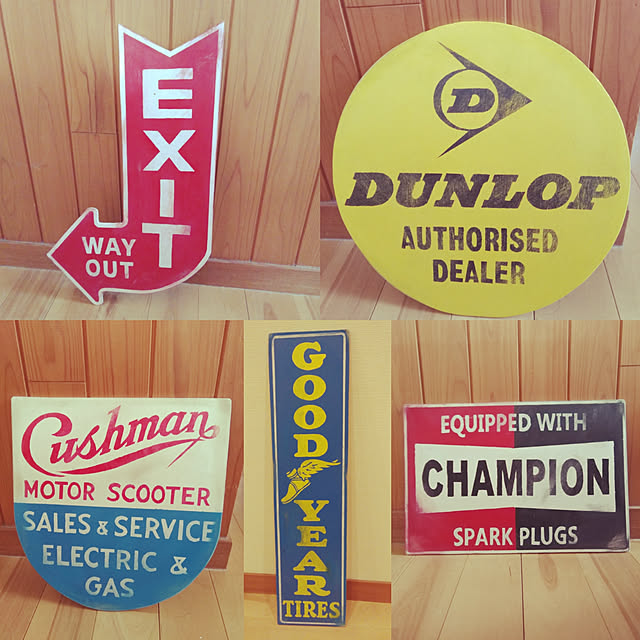 EXIT
WAY
OUT
D
DUNLOP
AUTHORISED
DEALER
Cushman
MOTOR SCOOTER
SALES & SERVICE
ELECTRIC &
GAS
GOOD YEAR
TIRES
EQUIPPED WITH
CHAMPION
SPARK PLUGS